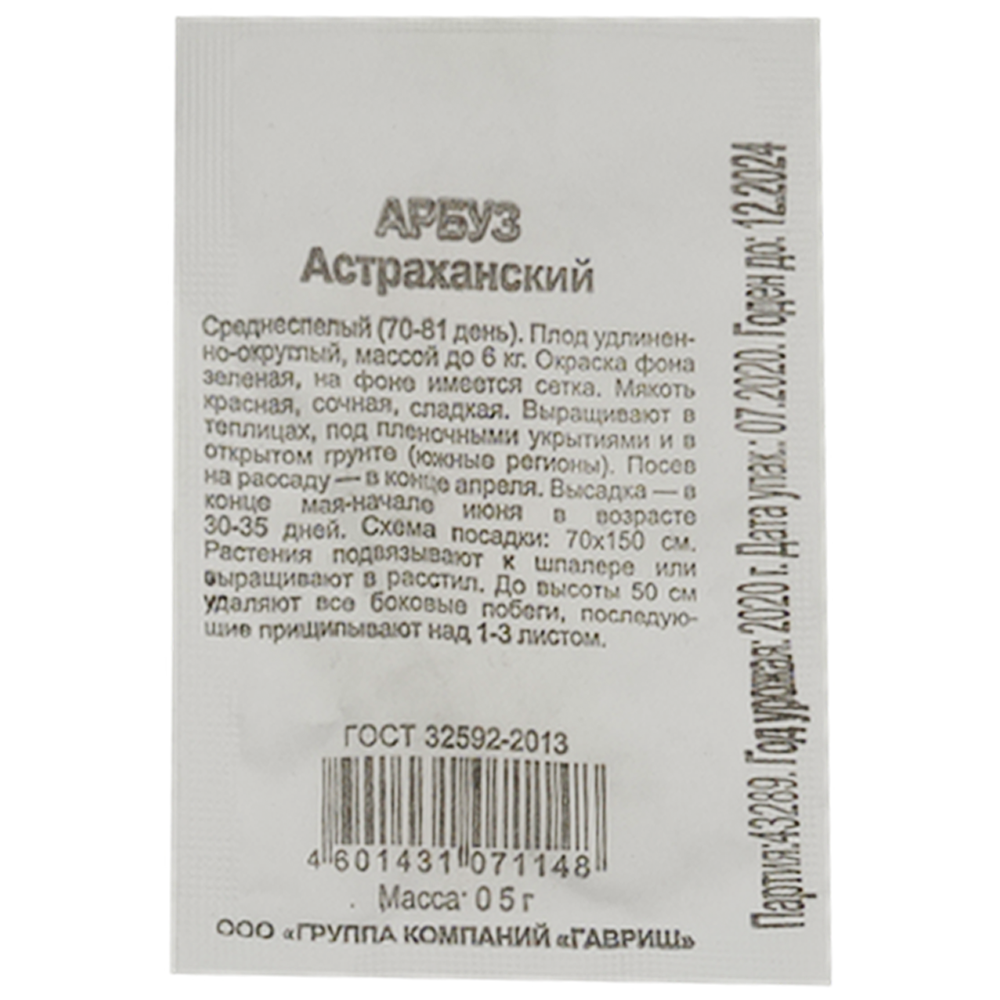 АРБУЗ
Астраханский
Среднеспелый (70-81 день). Плод удлинен-
но-округлый, массой до 6 кг. Окраска фона
зеленая, на фоне имеется сетка. Мякоть
красная, сочная, сладкая. Выращивают в
теплицах, под пленочными укрытиями и в
открытом грунте (южные регионы). Посев
на рассаду — в конце апреля. Высадка — в
конце мая-начале июня в возрасте
30-35 дней. Схема посадки: 70х150 см.
Растения подвязывают к шпалере или
выращивают в расстил. До высоты 50 см
удаляют все боковые побеги, последую-
щие прищипывают над 1-3 листом.
ГОСТ 32592-2013
4 601431 071148
Масса: 0 5 г
ООО «ГРУППА КОМПАНИЙ «ГАВРИШ»
Партия:43289. Год урожая: 2020 г. Дата упак.: 07.2020. Годен до: 12.2024